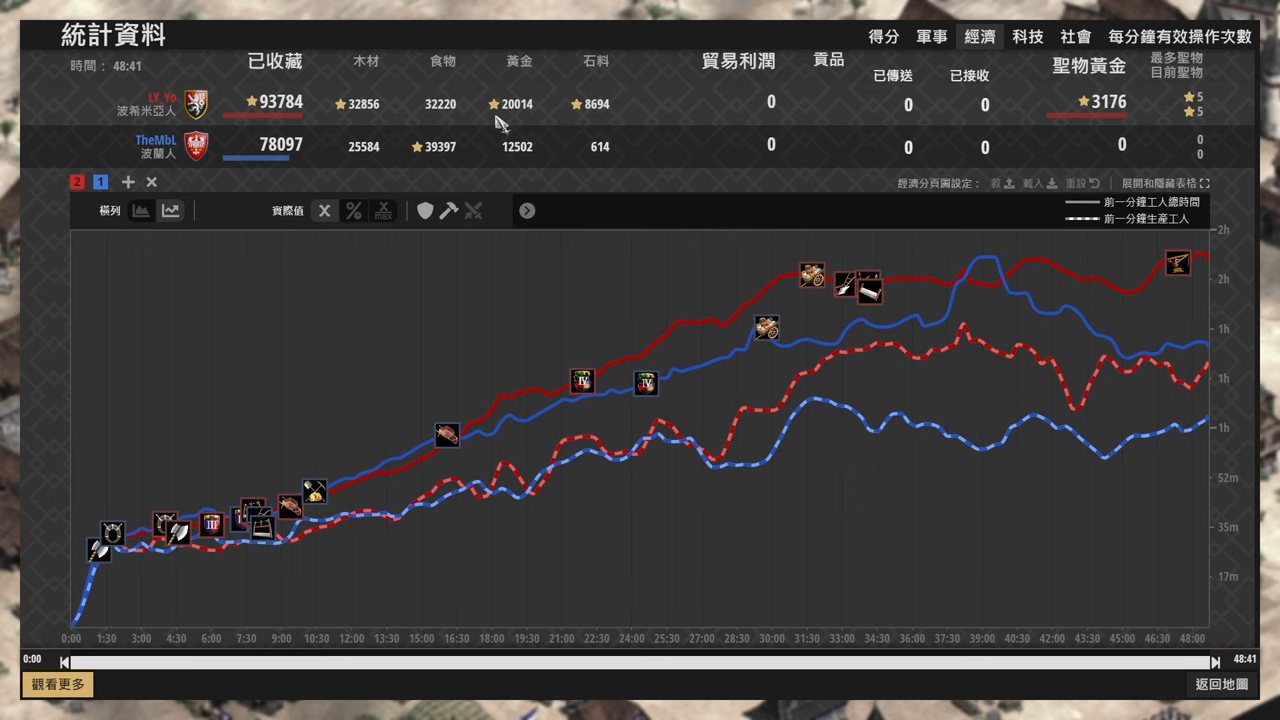 統計資料
得分 軍事 經濟 科技 社會 每分鐘有效操作次數
時間： 48:41
已收藏 木材 食物 黃金 石料 貿易利潤 貢品 已傳送 已接收 聖物黃金 最多聖物 目前聖物
LY_Yo
波希米亞人
93784 32856 32220 20014 8694 0 0 0 3176 5
5
TheMbL
波蘭人
78097 25584 39397 12502 614 0 0 0 0 0
0
2 1
經濟分頁圖設定： 載入 重設 展開和隱藏表格
橫列 實際值 X % X max
前一分鐘工人總時間
前一分鐘生產工人
2h
2h
1h
1h
1h
52m
35m
17m
IV IV
III
0:00 1:30 3:00 4:30 6:00 7:30 9:00 10:30 12:00 13:30 15:00 16:30 18:00 19:30 21:00 22:30 24:00 25:30 27:00 28:30 30:00 31:30 33:00 34:30 36:00 37:30 39:00 40:30 42:00 43:30 45:00 46:30 48:00
0:00 48:41
觀看更多 返回地圖